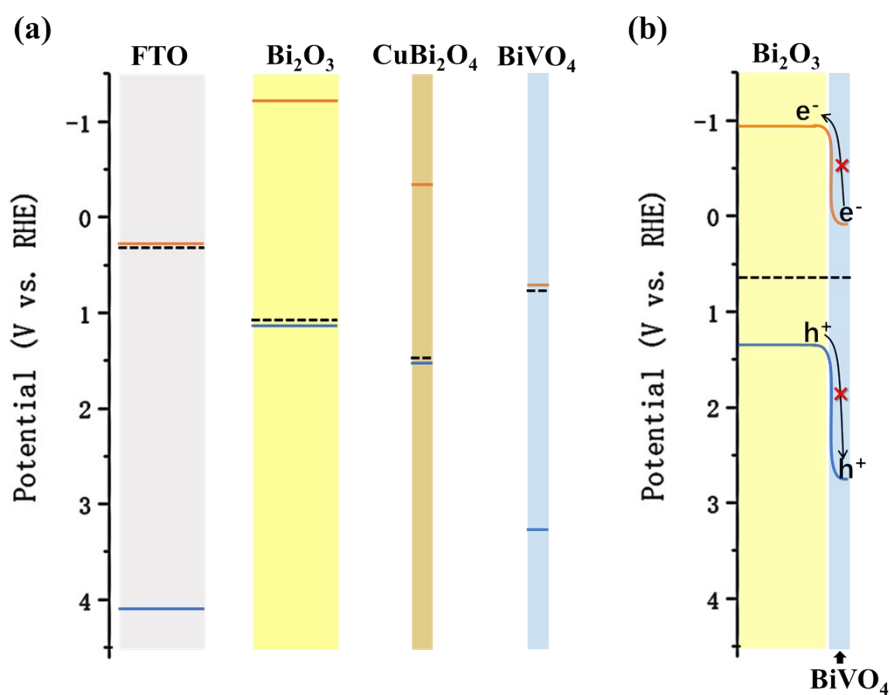 (a)
FTO Bi₂O₃ CuBi₂O₄ BiVO₄
Potential (V vs. RHE)
-1
0
1
2
3
4
(b)
Bi₂O₃
Potential (V vs. RHE)
-1
0
1
2
3
4
e⁻
e⁻
h⁺
h⁺
BiVO₄